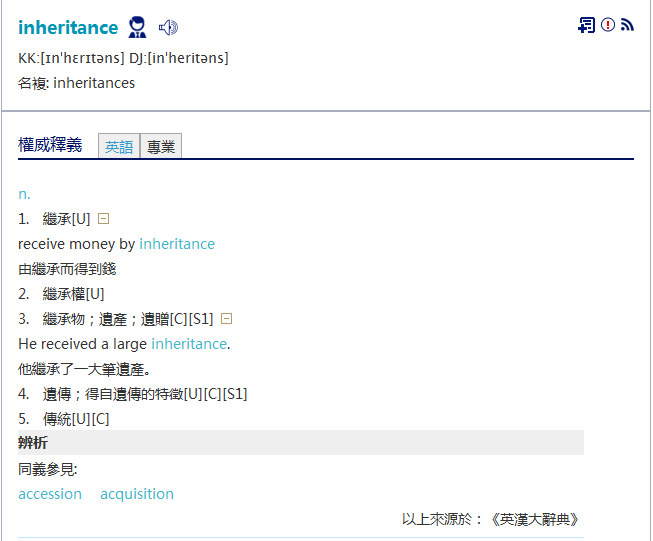 inheritance
KK:[ɪnˈhɛrɪtəns] DJ:[inˈheritəns]
名複: inheritances
權威釋義 英語 專業
n.
1. 繼承[U]
receive money by inheritance
由繼承而得到錢
2. 繼承權[U]
3. 繼承物；遺產；遺贈[C][S1]
He received a large inheritance.
他繼承了一大筆遺產。
4. 遺傳；得自遺傳的特徵[U][C][S1]
5. 傳統[U][C]
辨析
同義參見:
accession acquisition
以上來源於：《英漢大辭典》